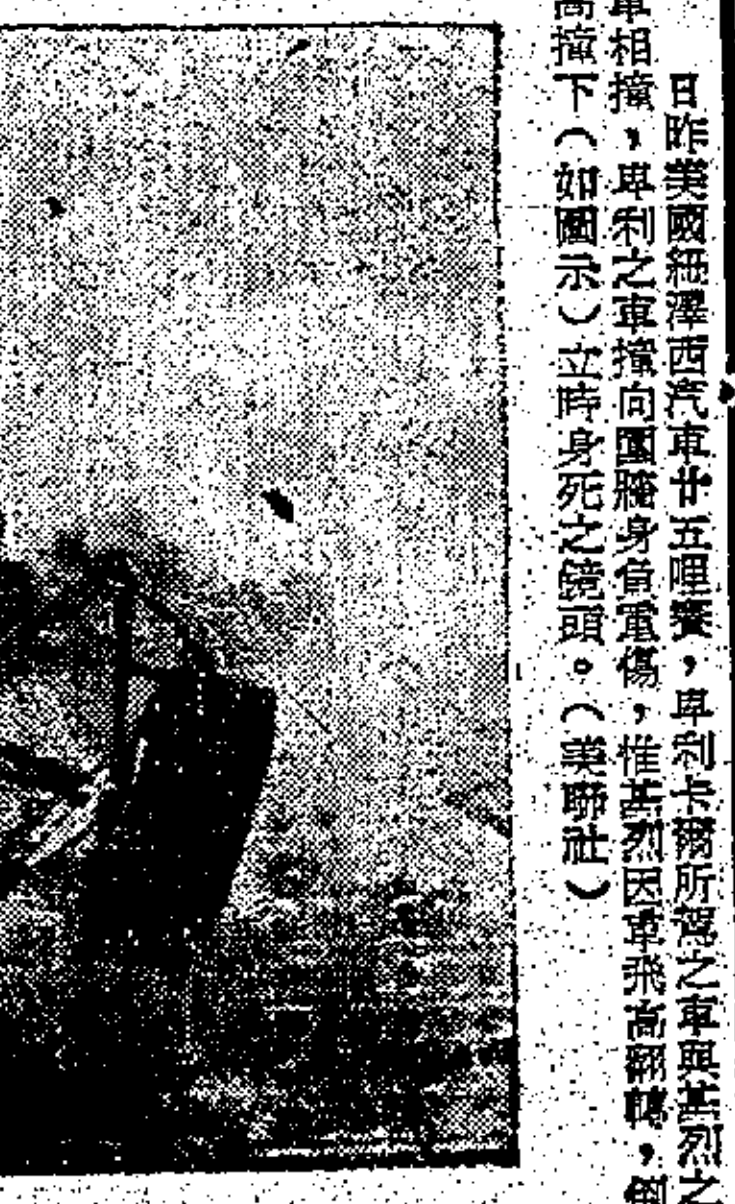 日昨美國紐澤西汽車廿五哩賽，卑利卡爾所駕之車與基烈之
車相撞，卑利之車撞向圍牆身負重傷，惟基烈因車飛高翻轉，倒
高撞下（如圖示）立時身死之鏡頭。（美聯社）